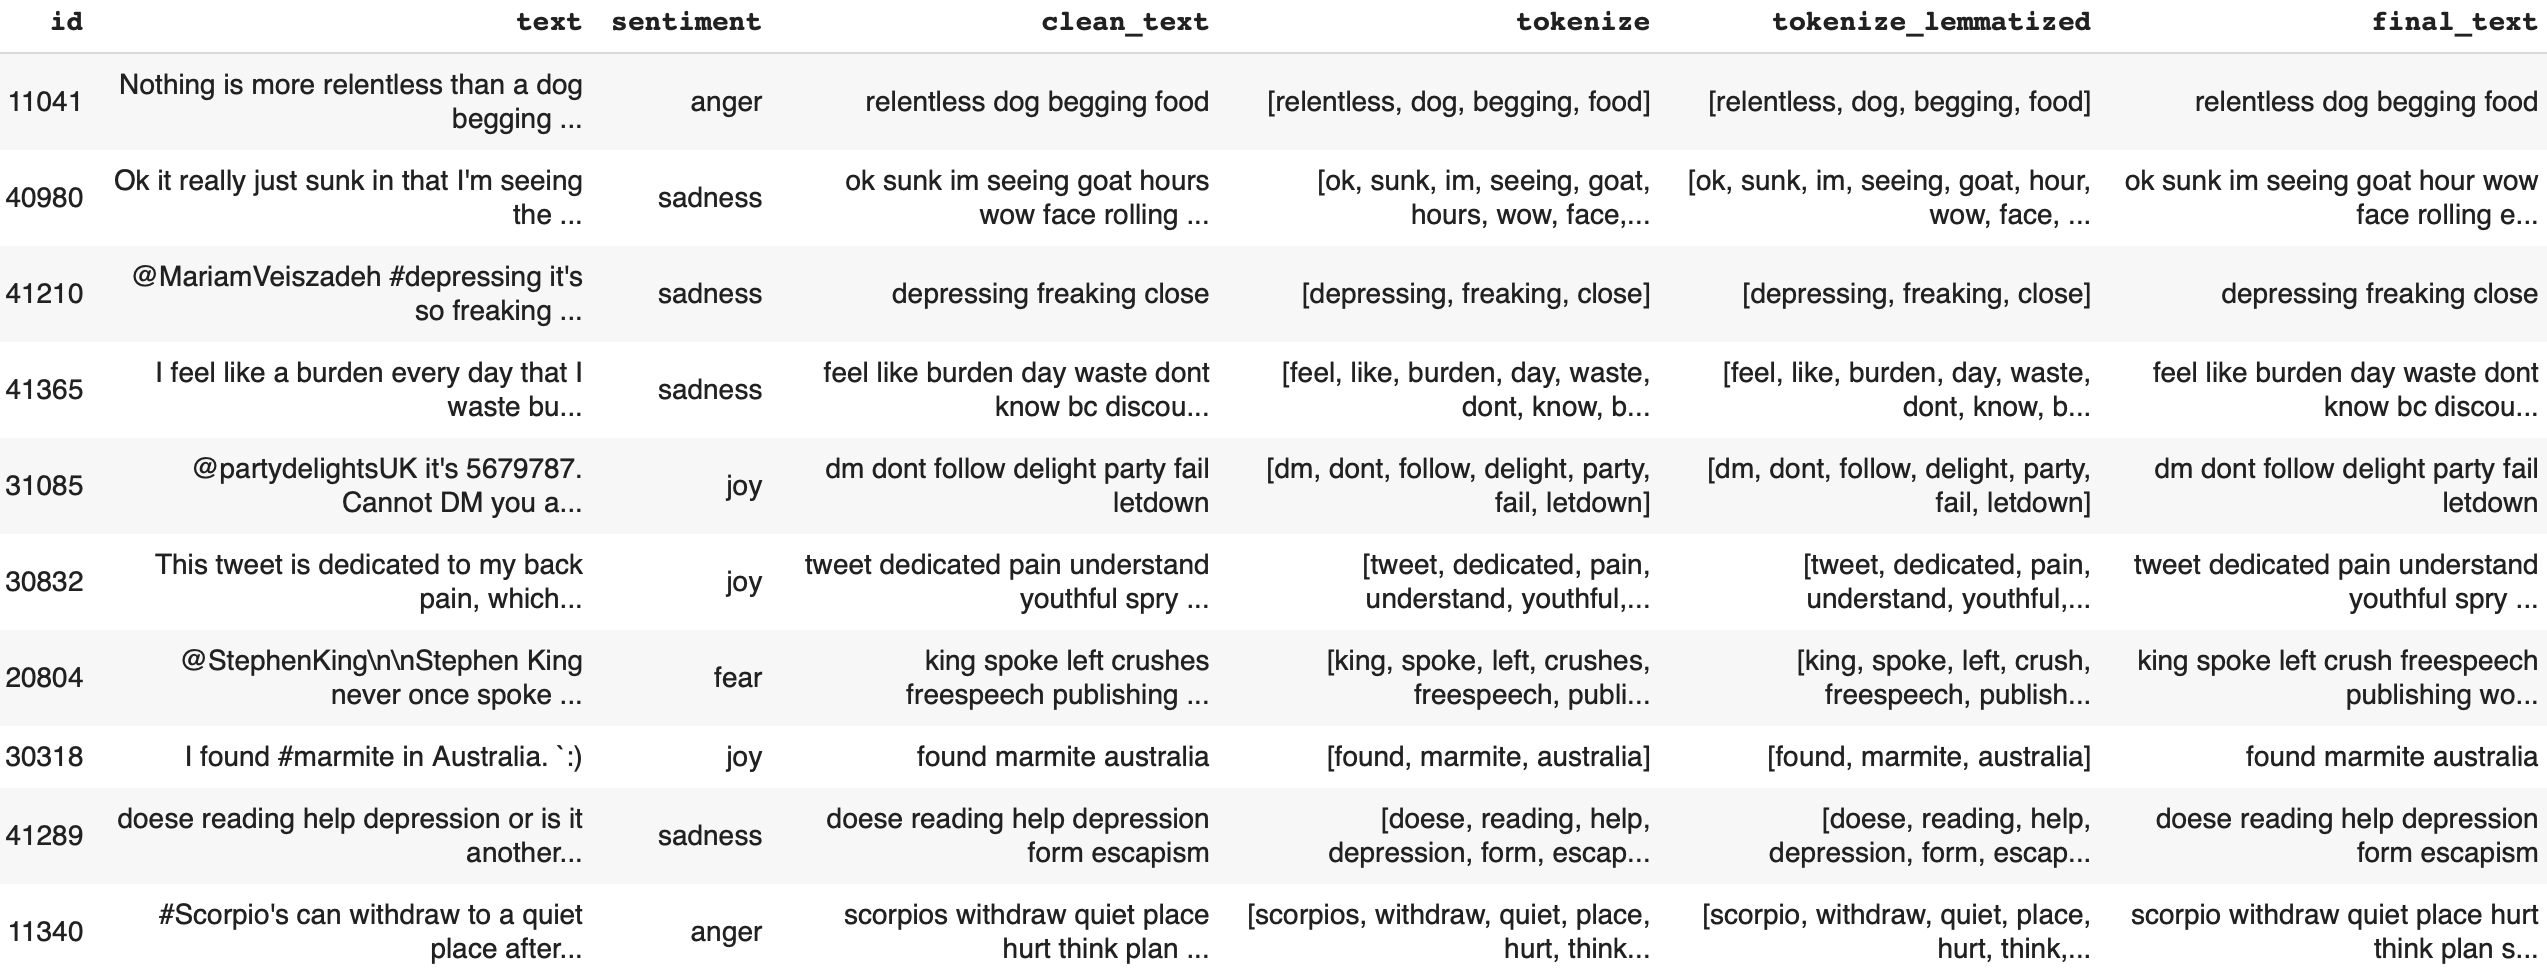 id text sentiment clean_text tokenize tokenize_lemmatized final_text
11041 Nothing is more relentless than a dog begging ... anger relentless dog begging food [relentless, dog, begging, food] [relentless, dog, begging, food] relentless dog begging food
40980 Ok it really just sunk in that I'm seeing the ... sadness ok sunk im seeing goat hours wow face rolling ... [ok, sunk, im, seeing, goat, hours, wow, face,... [ok, sunk, im, seeing, goat, hour, wow, face, ... ok sunk im seeing goat hour wow face rolling e...
41210 @MariamVeiszadeh #depressing it's so freaking ... sadness depressing freaking close [depressing, freaking, close] [depressing, freaking, close] depressing freaking close
41365 I feel like a burden every day that I waste bu... sadness feel like burden day waste dont know bc discou... [feel, like, burden, day, waste, dont, know, b... [feel, like, burden, day, waste, dont, know, b... feel like burden day waste dont know bc discou...
31085 @partydelightsUK it's 5679787. Cannot DM you a... joy dm dont follow delight party fail letdown [dm, dont, follow, delight, party, fail, letdown] [dm, dont, follow, delight, party, fail, letdown] dm dont follow delight party fail letdown
30832 This tweet is dedicated to my back pain, which... joy tweet dedicated pain understand youthful spry ... [tweet, dedicated, pain, understand, youthful,... [tweet, dedicated, pain, understand, youthful,... tweet dedicated pain understand youthful spry ...
20804 @StephenKing\n\nStephen King never once spoke ... fear king spoke left crushes freespeech publishing ... [king, spoke, left, crushes, freespeech, publi... [king, spoke, left, crush, freespeech, publish... king spoke left crush freespeech publishing wo...
30318 I found #marmite in Australia. `:) joy found marmite australia [found, marmite, australia] [found, marmite, australia] found marmite australia
41289 doese reading help depression or is it another... sadness doese reading help depression form escapism [doese, reading, help, depression, form, escap... [doese, reading, help, depression, form, escap... doese reading help depression form escapism
11340 #Scorpio's can withdraw to a quiet place after... anger scorpios withdraw quiet place hurt think plan ... [scorpios, withdraw, quiet, place, hurt, think... [scorpio, withdraw, quiet, place, hurt, think,... scorpio withdraw quiet place hurt think plan s...